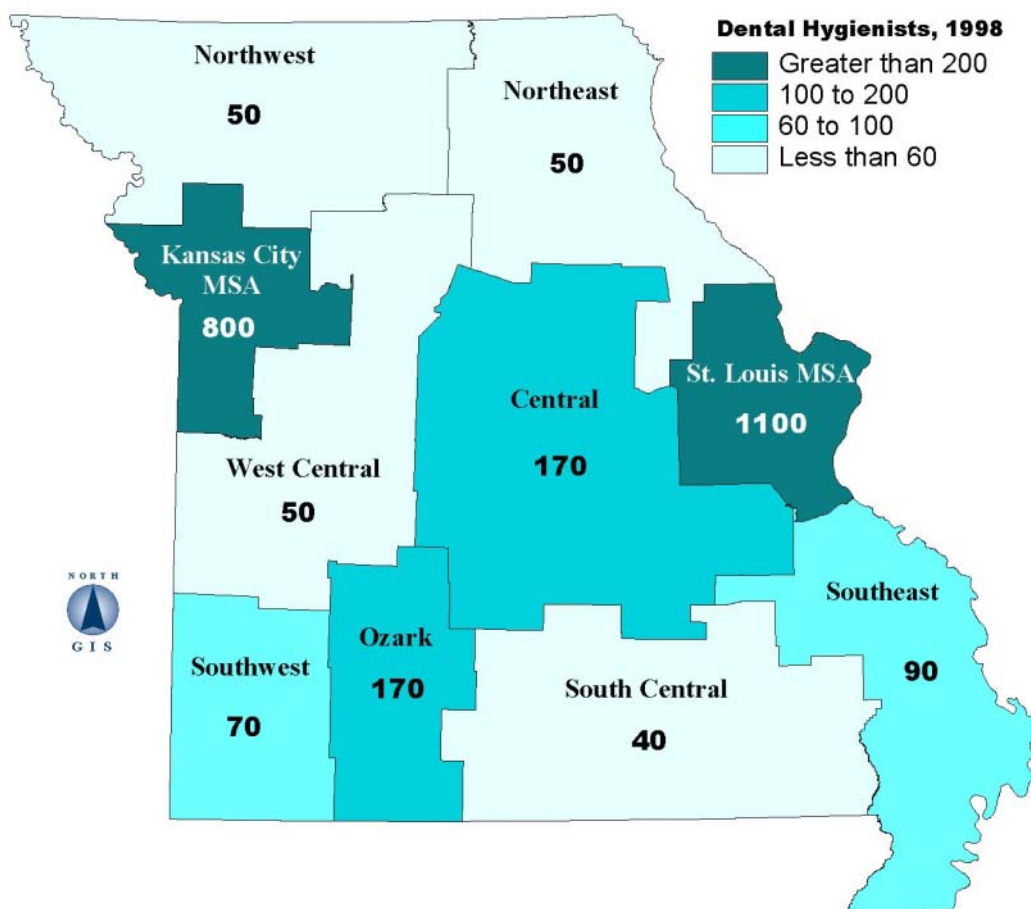 Dental Hygienists, 1998
Greater than 200
100 to 200
60 to 100
Less than 60
Northwest
50
Northeast
50
Kansas City
MSA
800
St. Louis MSA
1100
Central
170
West Central
50
NORTH
GIS
Southeast
90
Southwest
70
Ozark
170
South Central
40